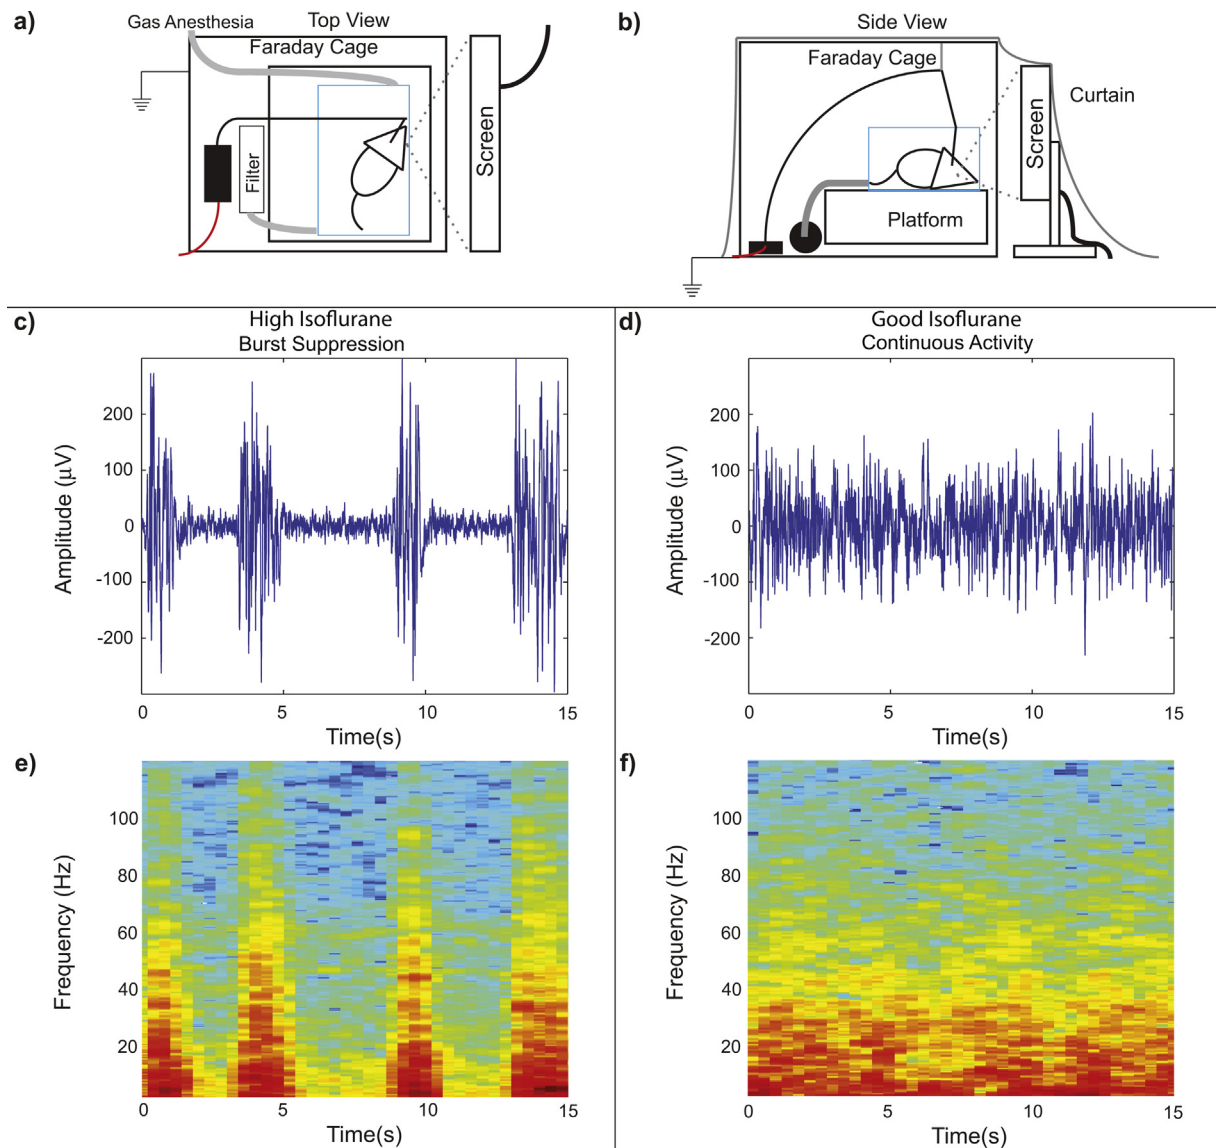 a)
Gas Anesthesia
Top View
Faraday Cage
Filter
Screen
b)
Side View
Faraday Cage
Screen
Curtain
Platform
c)
High Isoflurane
Burst Suppression
Amplitude (μV)
200
100
0
-100
-200
0 5 10 15
Time(s)
d)
Good Isoflurane
Continuous Activity
Amplitude (μV)
200
100
0
-100
-200
0 5 10 15
Time(s)
e)
Frequency (Hz)
100
80
60
40
20
0 5 10 15
Time(s)
f)
Frequency (Hz)
100
80
60
40
20
0 5 10 15
Time(s)